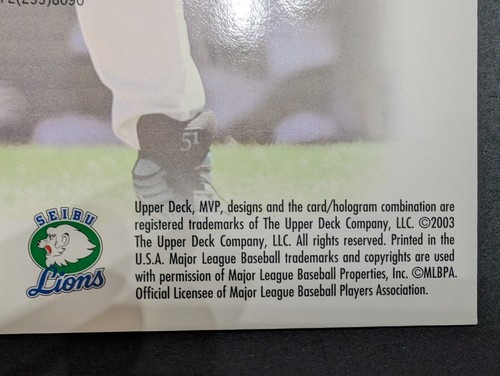 72(255)8090
51
SEIBU
Lions
Upper Deck, MVP, designs and the card/hologram combination are
registered trademarks of The Upper Deck Company, LLC. ©2003
The Upper Deck Company, LLC. All rights reserved. Printed in the
U.S.A. Major League Baseball trademarks and copyrights are used
with permission of Major League Baseball Properties, Inc. ©MLBPA.
Official Licensee of Major League Baseball Players Association.